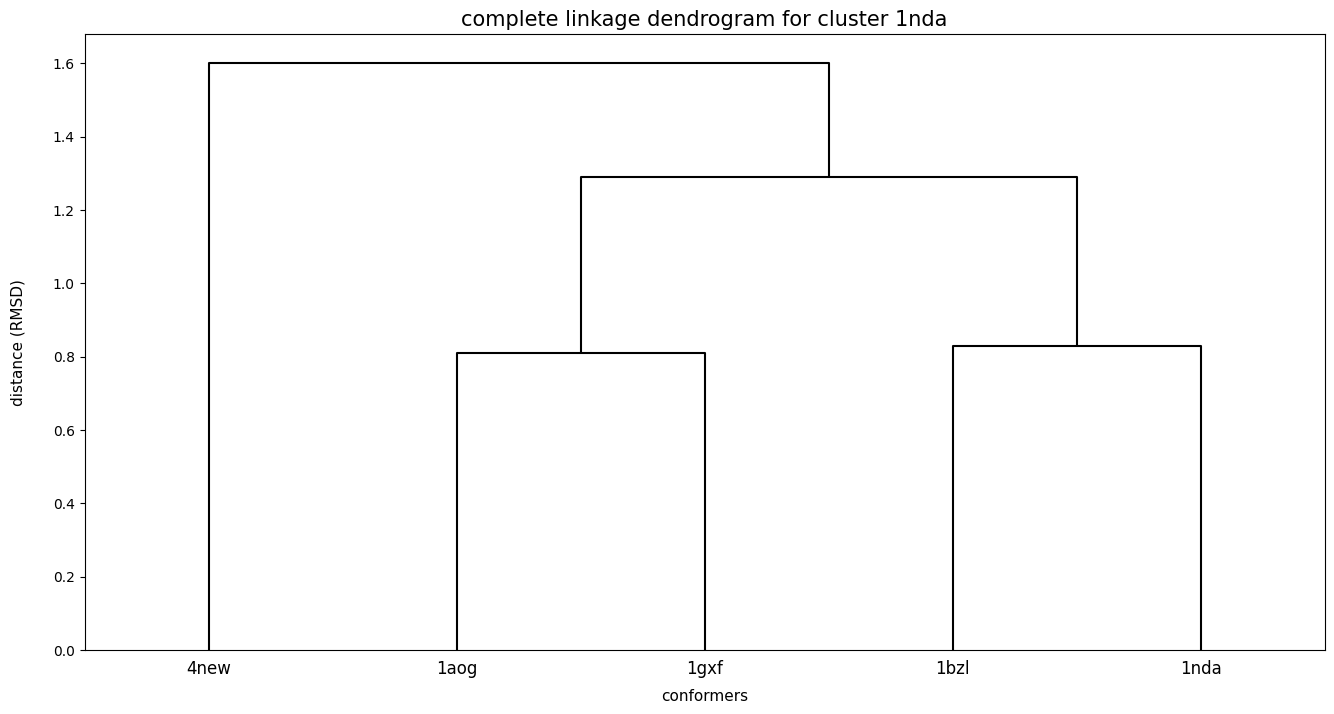 complete linkage dendrogram for cluster 1nda
1.6
1.4
1.2
1.0
0.8
0.6
0.4
0.2
0.0
distance (RMSD)
4new 1aog 1gxf 1bzl 1nda
conformers